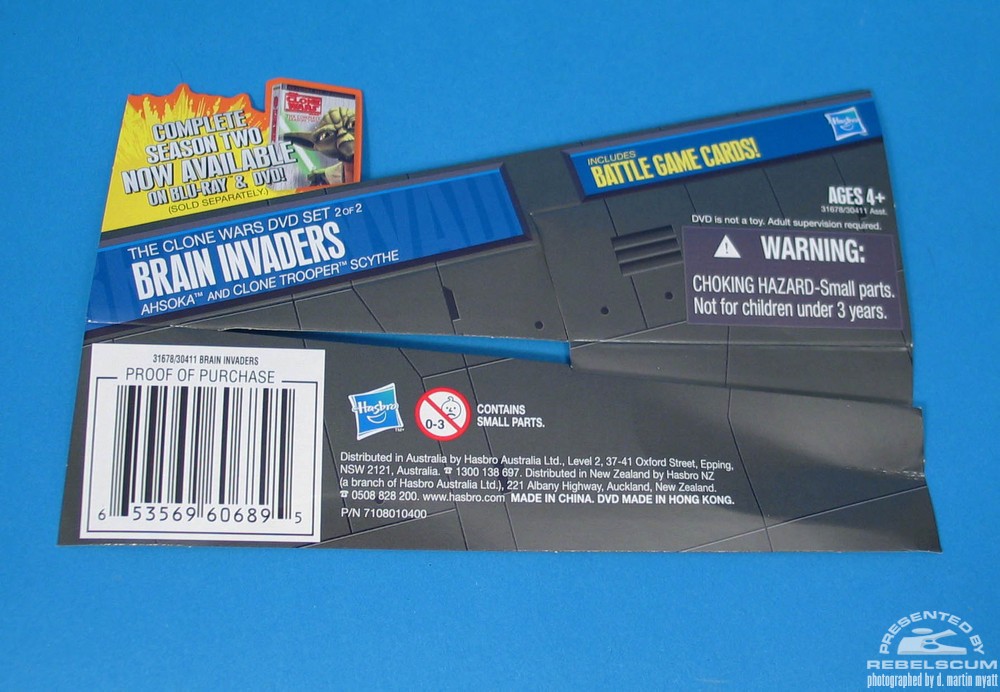 COMPLETE
SEASON TWO
NOW AVAILABLE
ON BLU-RAY & DVD!
(SOLD SEPARATELY.)
CLONE
WARS
THE CLONE WARS DVD SET 2 OF 2
BRAIN INVADERS
AHSOKA™ AND CLONE TROOPER™ SCYTHE
INCLUDES
BATTLE GAME CARDS!
Hasbro
AGES 4+
31678/30411 Asst.
DVD is not a toy. Adult supervision required.
WARNING:
CHOKING HAZARD-Small parts.
Not for children under 3 years.
31678/30411 BRAIN INVADERS
PROOF OF PURCHASE
6 53569 60689 5
Hasbro
TM
0-3
CONTAINS
SMALL PARTS.
Distributed in Australia by Hasbro Australia Ltd., Level 2, 37-41 Oxford Street, Epping,
NSW 2121, Australia. ☎ 1300 138 697. Distributed in New Zealand by Hasbro NZ
(a branch of Hasbro Australia Ltd.), 221 Albany Highway, Auckland, New Zealand.
☎ 0508 828 200. www.hasbro.com MADE IN CHINA. DVD MADE IN HONG KONG.
P/N 7108010400
PRESENTED BY
REBELSCUM
photographed by d. martin myatt